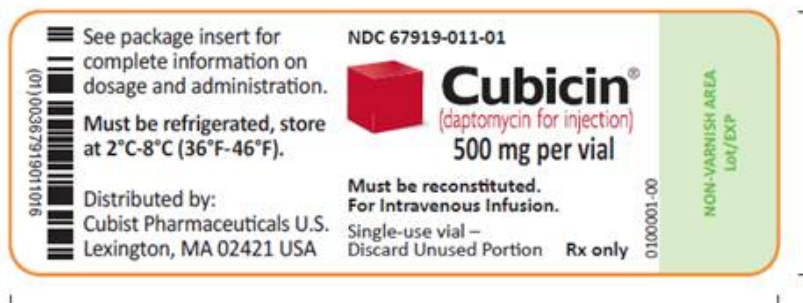 (01)00367919011016
See package insert for
complete information on
dosage and administration.
Must be refrigerated, store
at 2°C-8°C (36°F-46°F).
Distributed by:
Cubist Pharmaceuticals U.S.
Lexington, MA 02421 USA
NDC 67919-011-01
Cubicin®
(daptomycin for injection)
500 mg per vial
Must be reconstituted.
For Intravenous Infusion.
Single-use vial –
Discard Unused Portion Rx only
0100001-00
NON-VARNISH AREA
Lot/EXP